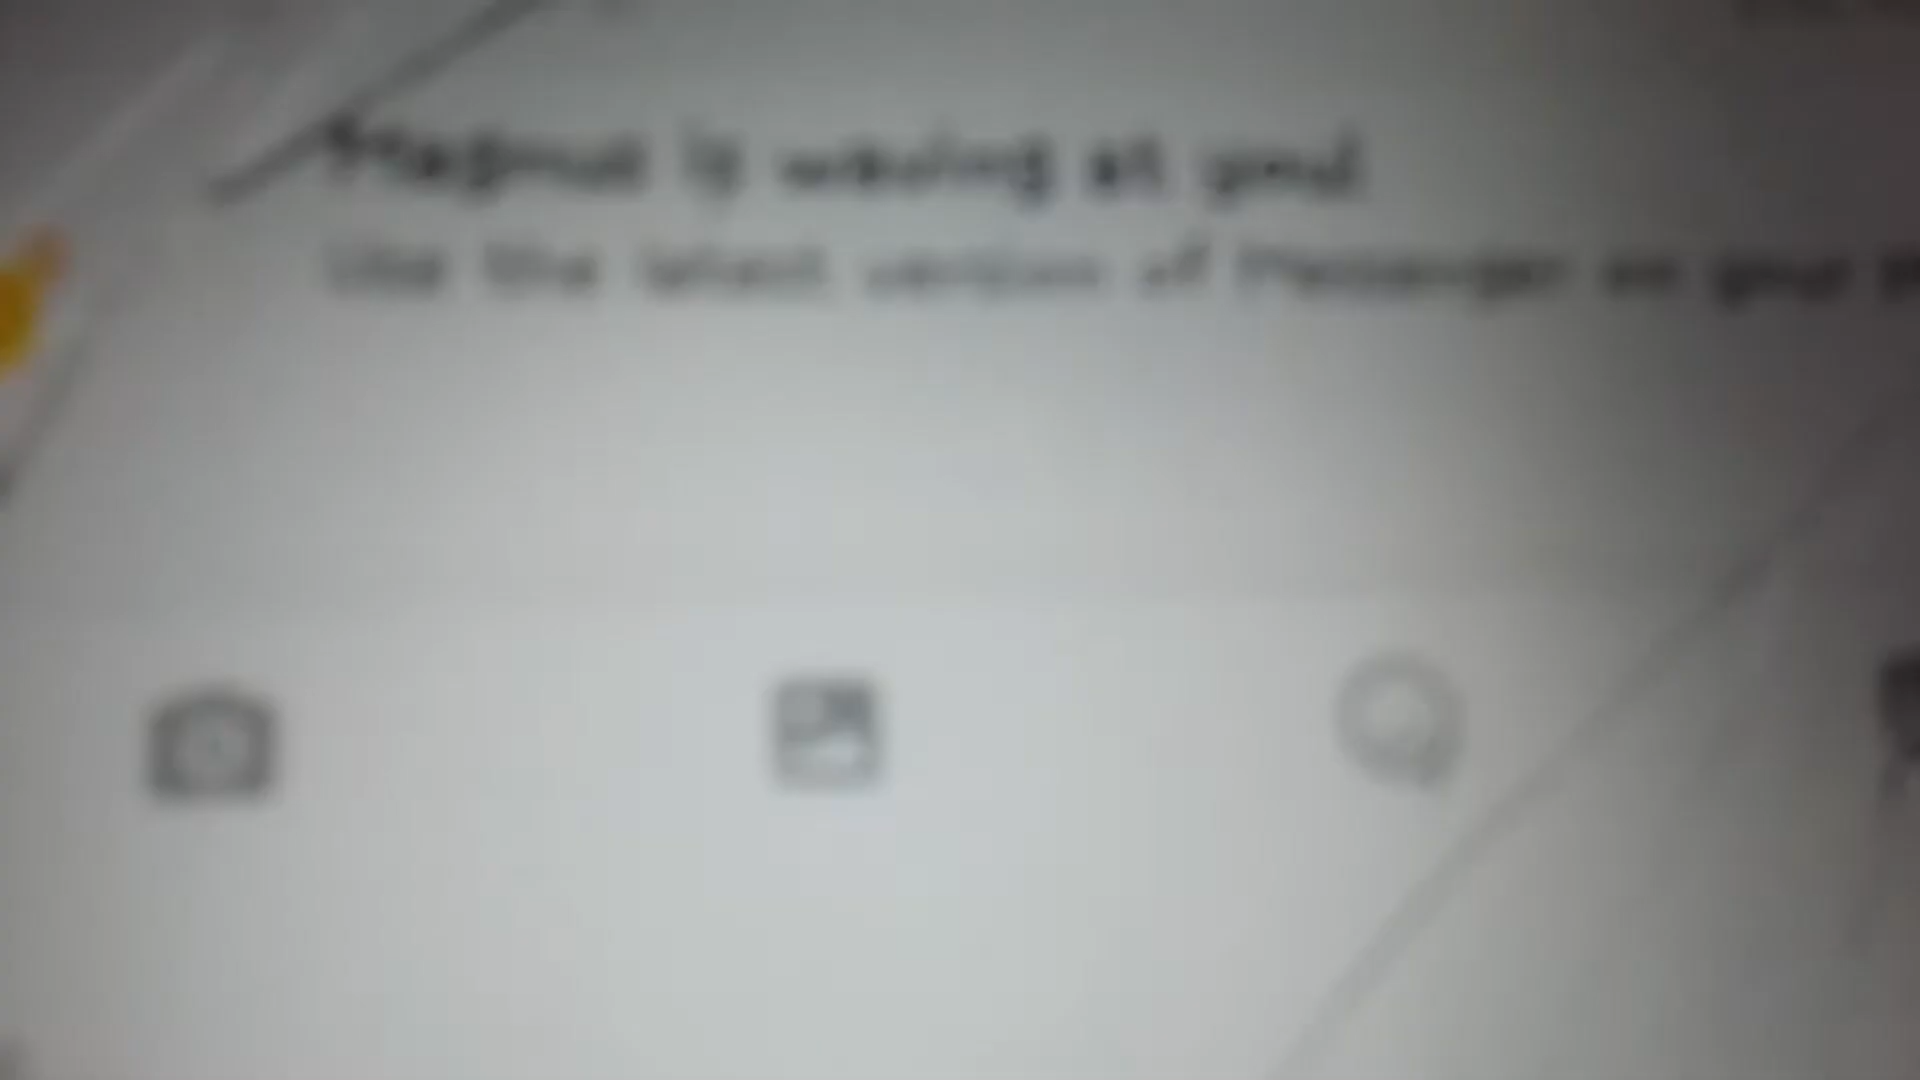 Magnus is waving at you!
Use the latest version of Messenger on your